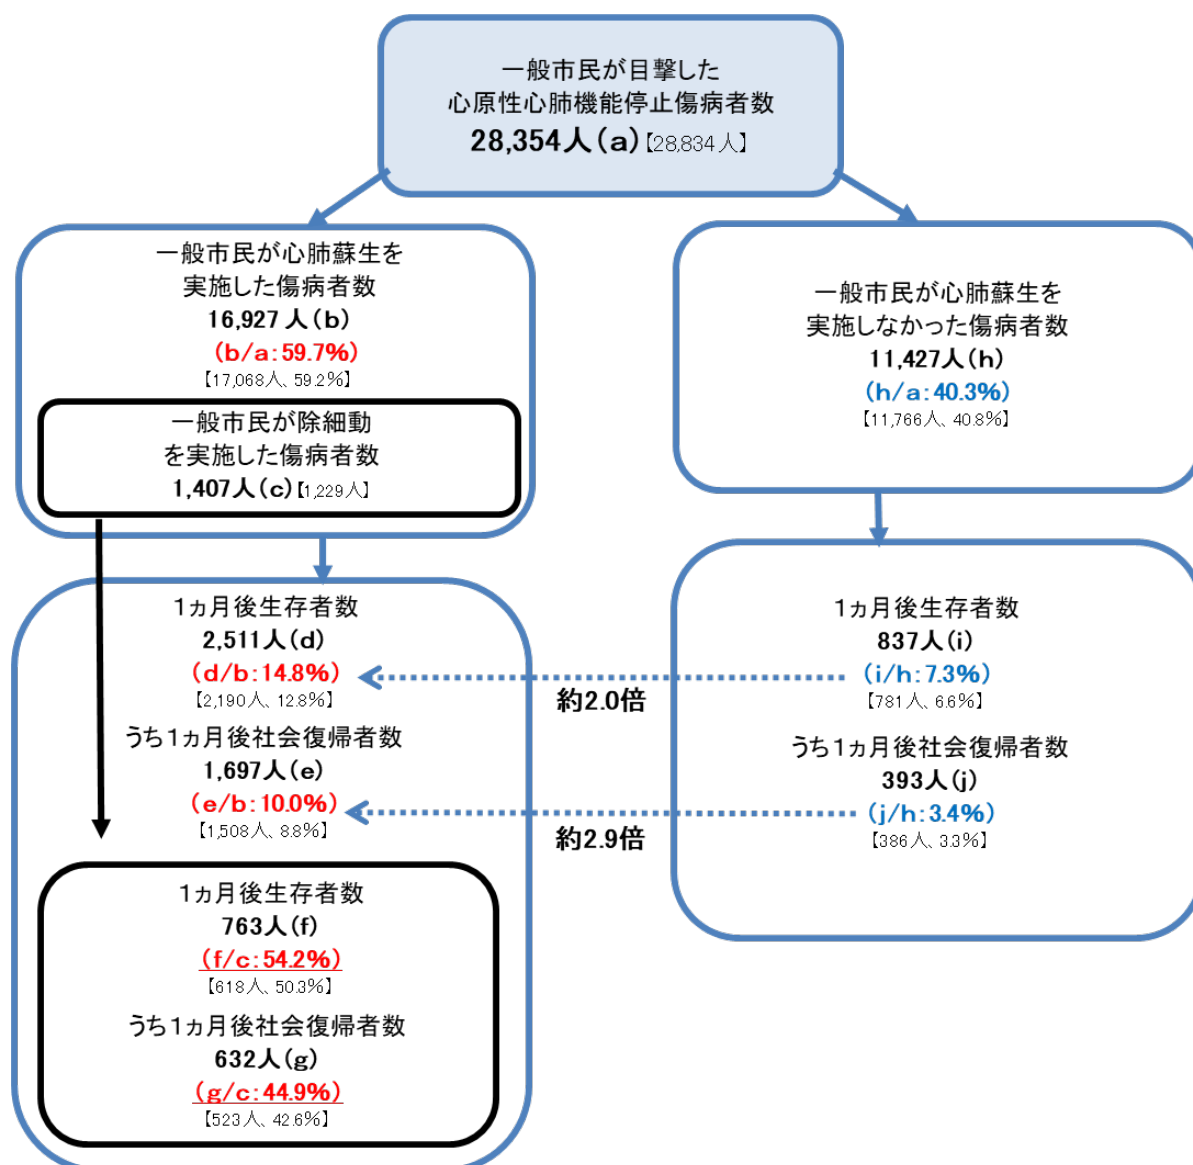 一般市民が目撃した
心原性心肺機能停止傷病者数
28,354人(a)【28,834人】
一般市民が心肺蘇生を
実施した傷病者数
16,927人(b)
(b/a:59.7%)
【17,068人、59.2%】
一般市民が除細動
を実施した傷病者数
1,407人(c)【1,229人】
一般市民が心肺蘇生を
実施しなかった傷病者数
11,427人(h)
(h/a:40.3%)
【11,766人、40.8%】
1ヵ月後生存者数
2,511人(d)
(d/b:14.8%)
【2,190人、12.8%】
うち1ヵ月後社会復帰者数
1,697人(e)
(e/b:10.0%)
【1,508人、8.8%】
約2.0倍
約2.9倍
1ヵ月後生存者数
837人(i)
(i/h:7.3%)
【781人、6.6%】
うち1ヵ月後社会復帰者数
393人(j)
(j/h:3.4%)
【386人、3.3%】
1ヵ月後生存者数
763人(f)
(f/c:54.2%)
【618人、50.3%】
うち1ヵ月後社会復帰者数
632人(g)
(g/c:44.9%)
【523人、42.6%】